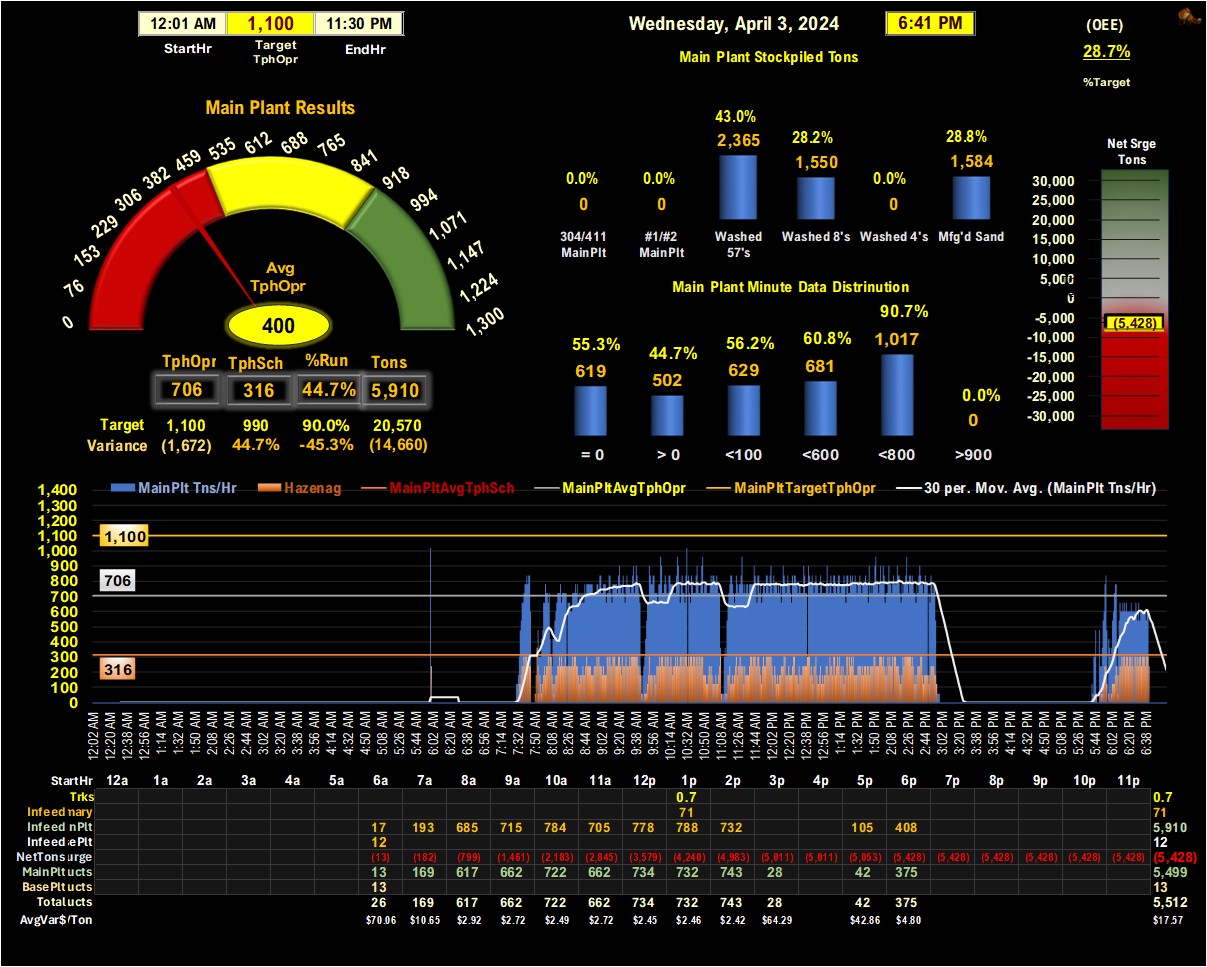 12:01 AM 1,100 11:30 PM
StartHr Target TphOpr EndHr
Wednesday, April 3, 2024 6:41 PM
Main Plant Stockpiled Tons
(OEE)
28.7%
%Target
Main Plant Results
0 76 153 229 306 382 459 535 612 688 765 841 918 994 1,071 1,147 1,224 1,300
Avg
TphOpr
400
TphOpr TphSch %Run Tons
706 316 44.7% 5,910
Target 1,100 990 90.0% 20,570
Variance (1,672) 44.7% -45.3% (14,660)
43.0%
2,365
28.2% 28.8%
1,550 1,584
0.0% 0.0% 0.0%
0 0 0
304/411 #1/#2 Washed Washed 8's Washed 4's Mfg'd Sand
MainPlt MainPlt 57's
Main Plant Minute Data Distrinution
55.3% 44.7% 56.2% 60.8% 90.7% 0.0%
619 502 629 681 1,017 0
= 0 > 0 <100 <600 <800 >900
Net Srge
Tons
30,000
25,000
20,000
15,000
10,000
5,000
0
-5,000
(5,428)
-10,000
-15,000
-20,000
-25,000
-30,000
MainPlt Tns/Hr Hazenag MainPltAvgTphSch MainPltAvgTphOpr MainPltTargetTphOpr 30 per. Mov. Avg. (MainPlt Tns/Hr)
1,400
1,300
1,200
1,100 1,100
1,000
900
800
700 706
600
500
400
300
200 316
100
0
12:02 AM 12:20 AM 12:38 AM 12:56 AM 1:14 AM 1:32 AM 1:50 AM 2:08 AM 2:26 AM 2:44 AM 3:02 AM 3:20 AM 3:38 AM 3:56 AM 4:14 AM 4:32 AM 4:50 AM 5:08 AM 5:26 AM 5:44 AM 6:02 AM 6:20 AM 6:38 AM 6:56 AM 7:14 AM 7:32 AM 7:50 AM 8:08 AM 8:26 AM 8:44 AM 9:02 AM 9:20 AM 9:38 AM 9:56 AM 10:14 AM 10:32 AM 10:50 AM 11:08 AM 11:26 AM 11:44 AM 12:02 PM 12:20 PM 12:38 PM 12:56 PM 1:14 PM 1:32 PM 1:50 PM 2:08 PM 2:26 PM 2:44 PM 3:02 PM 3:20 PM 3:38 PM 3:56 PM 4:14 PM 4:32 PM 4:50 PM 5:08 PM 5:26 PM 5:44 PM 6:02 PM 6:20 PM 6:38 PM
StartHr 12a 1a 2a 3a 4a 5a 6a 7a 8a 9a 10a 11a 12p 1p 2p 3p 4p 5p 6p 7p 8p 9p 10p 11p
Trks 0.7 0.7
Infeed mary 71 71
Infeed nPlt 17 193 685 715 784 705 778 788 732 105 408 5,910
Infeed ePlt 12 12
NetTons urge (13) (182) (799) (1,461) (2,183) (2,845) (3,579) (4,240) (4,983) (5,011) (5,011) (5,053) (5,428) (5,428) (5,428) (5,428) (5,428) (5,428) (5,428)
MainPlt ucts 13 169 617 662 722 662 734 732 743 28 42 375 5,499
BasePlt ucts 13 13
Total ucts 26 169 617 662 722 662 734 732 743 28 42 375 5,512
AvgVar$/Ton $70.06 $10.65 $2.92 $2.72 $2.49 $2.72 $2.45 $2.46 $2.42 $64.29 $42.86 $4.80 $17.57